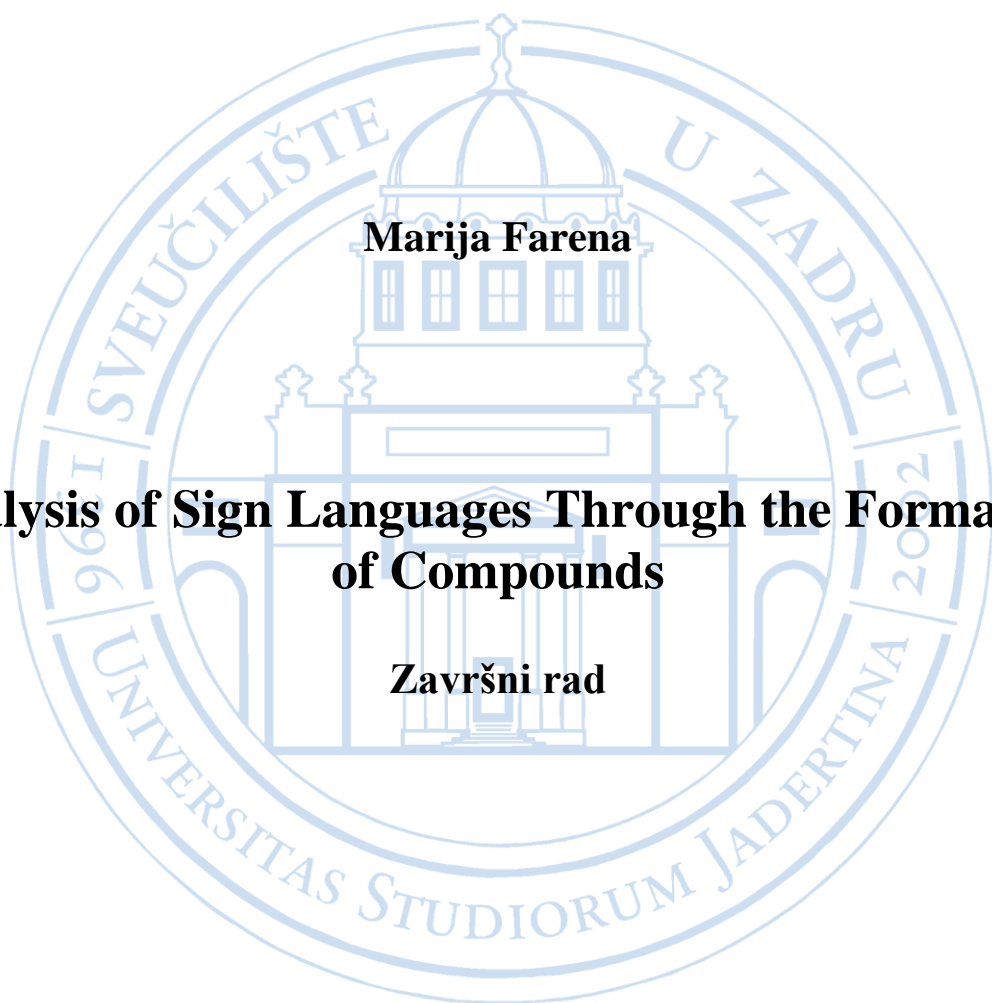 SVEUČILIŠTE U ZADRU
Marija Farena
lysis of Sign Languages Through the Forma
of Compounds
Završni rad
1396
2002
UNIVERSITAS STUDIORUM JADERTINA